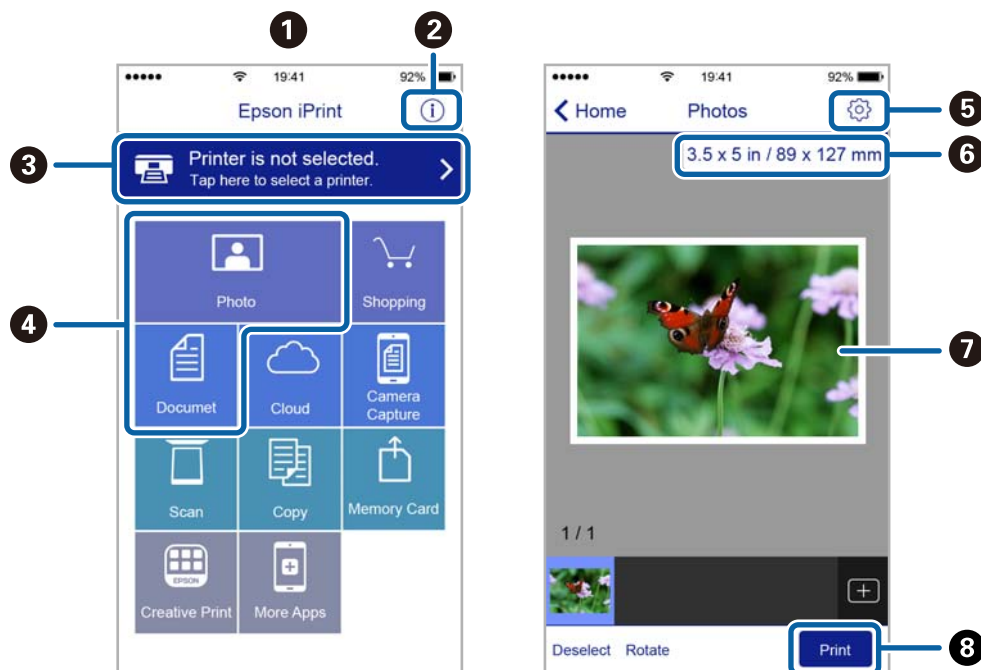 1
2
19:41
92%
Epson iPrint
i
3
Printer is not selected.
Tap here to select a printer.
4
Photo
Shopping
Documet
Cloud
Camera
Capture
Scan
Copy
Memory Card
EPSON
Creative Print
More Apps
19:41
92%
Home
Photos
5
3.5 x 5 in / 89 x 127 mm
6
7
1 / 1
Deselect
Rotate
Print
8